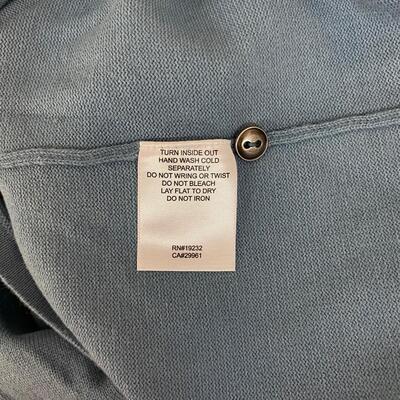 TURN INSIDE OUT
HAND WASH COLD
SEPARATELY
DO NOT WRING OR TWIST
DO NOT BLEACH
LAY FLAT TO DRY
DO NOT IRON
RN#19232
CA#29961